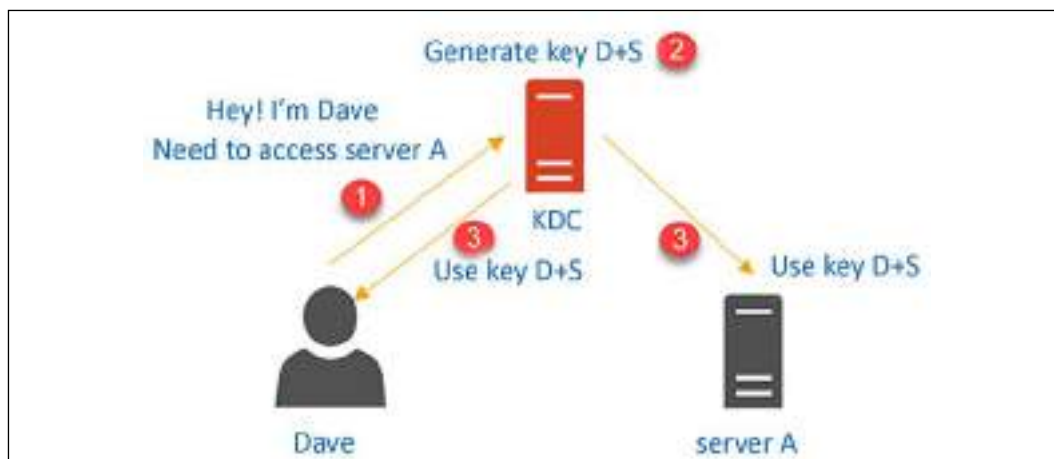 Generate key D+S 2
Hey! I'm Dave
Need to access server A
1
KDC
3
3
Use key D+S
Use key D+S
Dave
server A